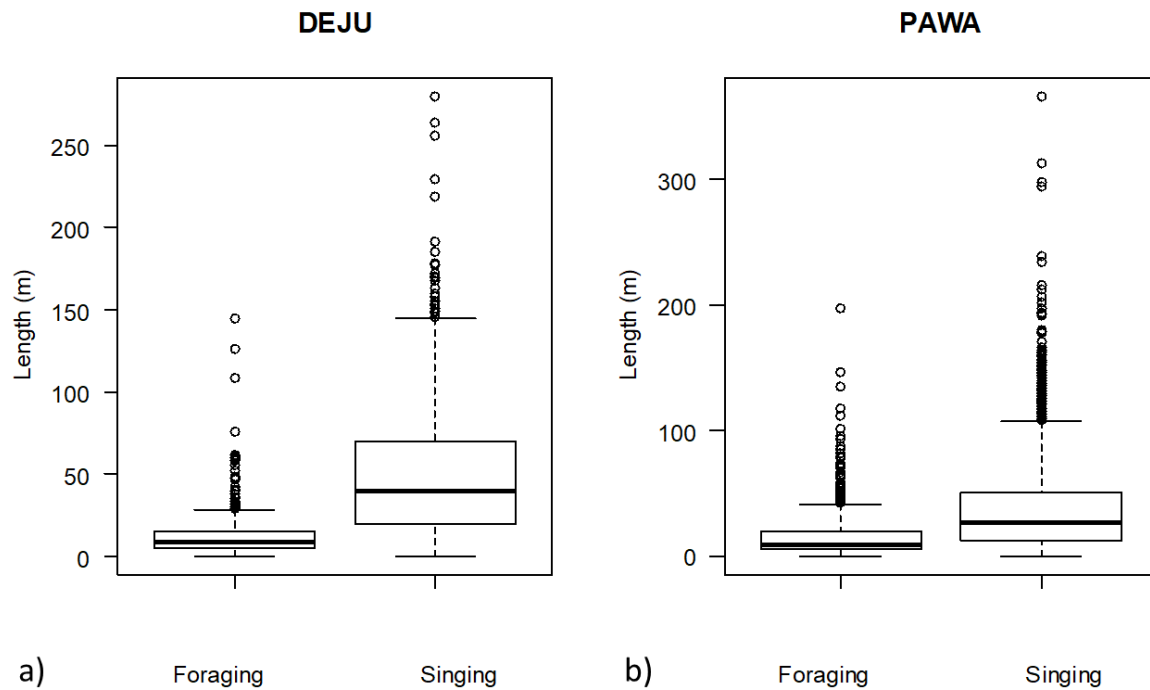 DEJU
PAWA
250
200
150
100
50
0
Length (m)
300
200
100
0
Length (m)
a)
Foraging
Singing
b)
Foraging
Singing